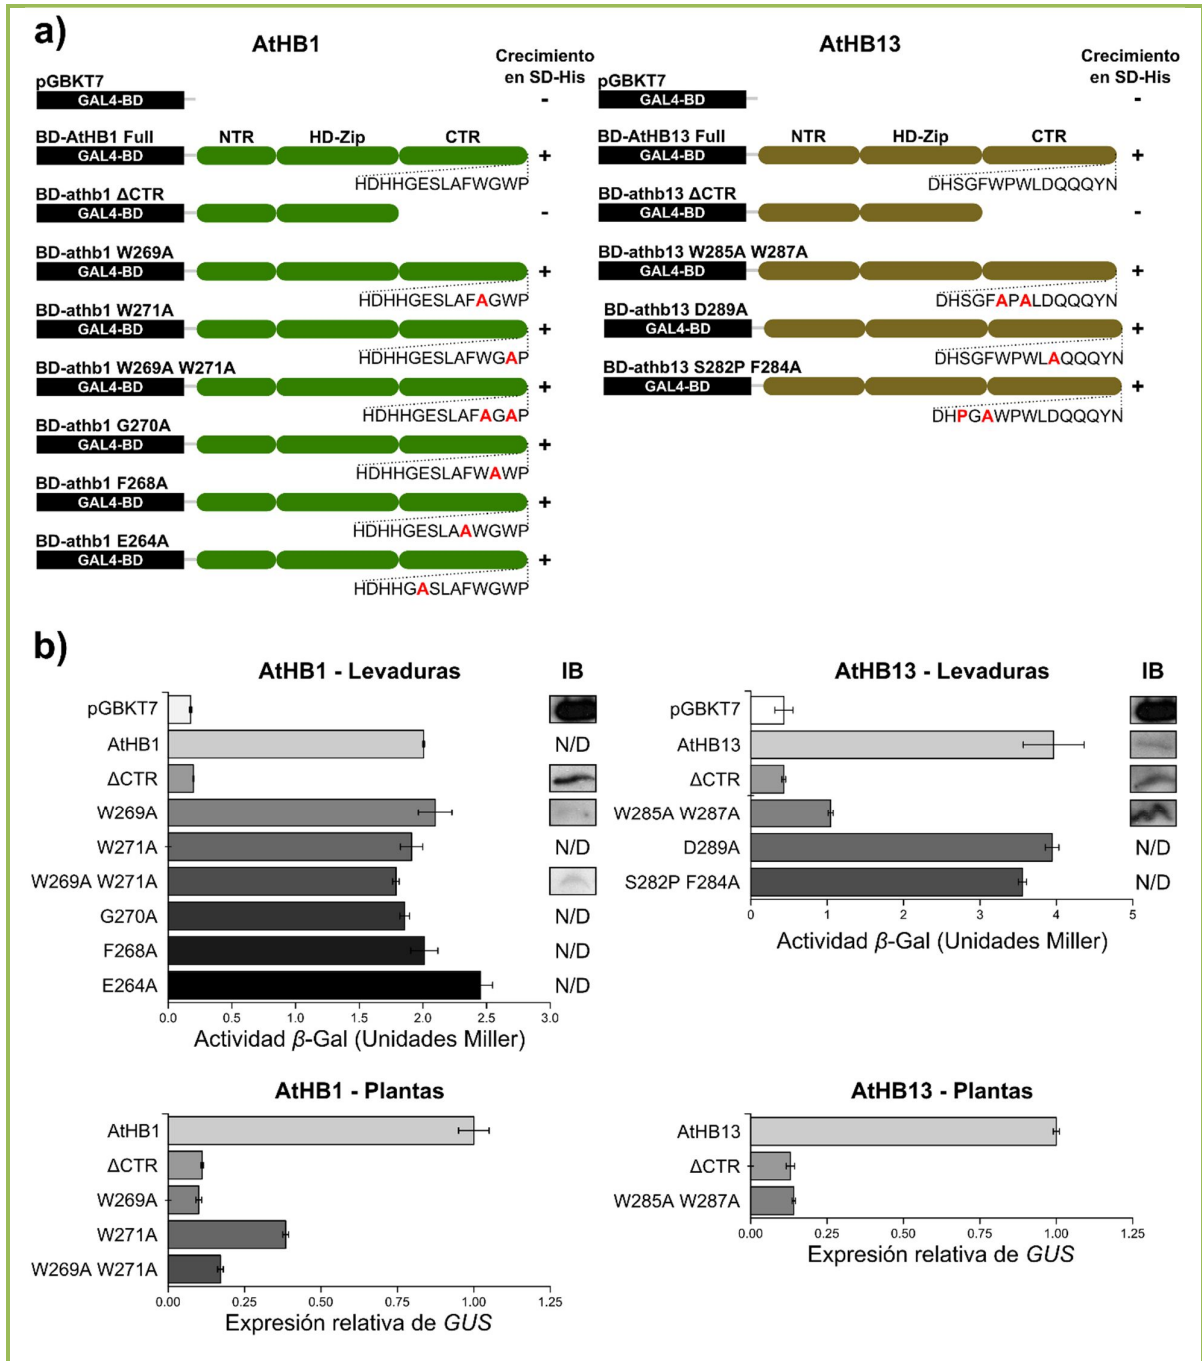 a)
AtHB1
Crecimiento
en SD-His
pGBKT7
GAL4-BD
-
BD-AtHB1 Full
NTR
HD-Zip
CTR
GAL4-BD
+
HDHHGESLAFWGWP
BD-athb1 ΔCTR
GAL4-BD
-
BD-athb1 W269A
GAL4-BD
+
HDHHGESLAFAGWP
BD-athb1 W271A
GAL4-BD
+
HDHHGESLAFWGAP
BD-athb1 W269A W271A
GAL4-BD
+
HDHHGESLAFAGAP
BD-athb1 G270A
GAL4-BD
+
HDHHGESLAFWAWP
BD-athb1 F268A
GAL4-BD
+
HDHHGESLAAWGWP
BD-athb1 E264A
GAL4-BD
+
HDHHGASLAFWGWP
AtHB13
Crecimiento
en SD-His
pGBKT7
GAL4-BD
-
BD-AtHB13 Full
NTR
HD-Zip
CTR
GAL4-BD
+
DHSGFWPWLDQQQYN
BD-athb13 ΔCTR
GAL4-BD
-
BD-athb13 W285A W287A
GAL4-BD
+
DHSGFAPALDQQQYN
BD-athb13 D289A
GAL4-BD
+
DHSGFWPWLAQQQYN
BD-athb13 S282P F284A
GAL4-BD
+
DHPGAWPWLDQQQYN
b)
AtHB1 - Levaduras
IB
pGBKT7
AtHB1
N/D
ΔCTR
W269A
W271A
N/D
W269A W271A
G270A
N/D
F268A
N/D
E264A
N/D
0.0 0.5 1.0 1.5 2.0 2.5 3.0
Actividad β-Gal (Unidades Miller)
AtHB13 - Levaduras
IB
pGBKT7
AtHB13
ΔCTR
W285A W287A
D289A
N/D
S282P F284A
N/D
0 1 2 3 4 5
Actividad β-Gal (Unidades Miller)
AtHB1 - Plantas
AtHB1
ΔCTR
W269A
W271A
W269A W271A
0.00 0.25 0.50 0.75 1.00 1.25
Expresión relativa de GUS
AtHB13 - Plantas
AtHB13
ΔCTR
W285A W287A
0.00 0.25 0.50 0.75 1.00 1.25
Expresión relativa de GUS